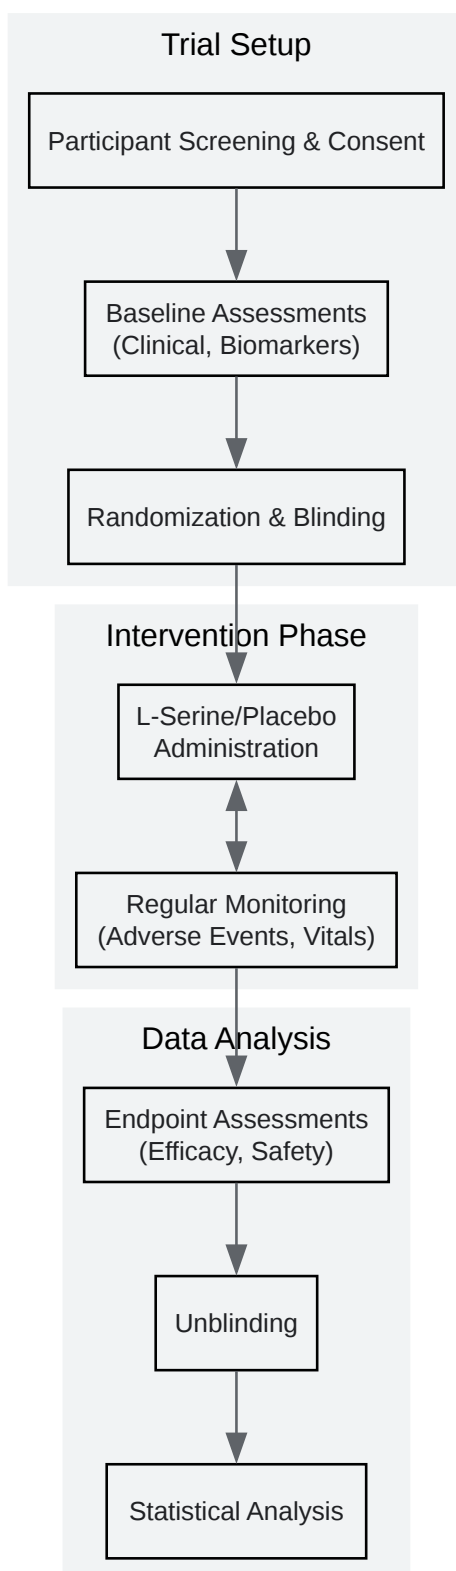 Trial Setup
Participant Screening & Consent
Baseline Assessments
(Clinical, Biomarkers)
Randomization & Blinding
Intervention Phase
L-Serine/Placebo
Administration
Regular Monitoring
(Adverse Events, Vitals)
Data Analysis
Endpoint Assessments
(Efficacy, Safety)
Unblinding
Statistical Analysis